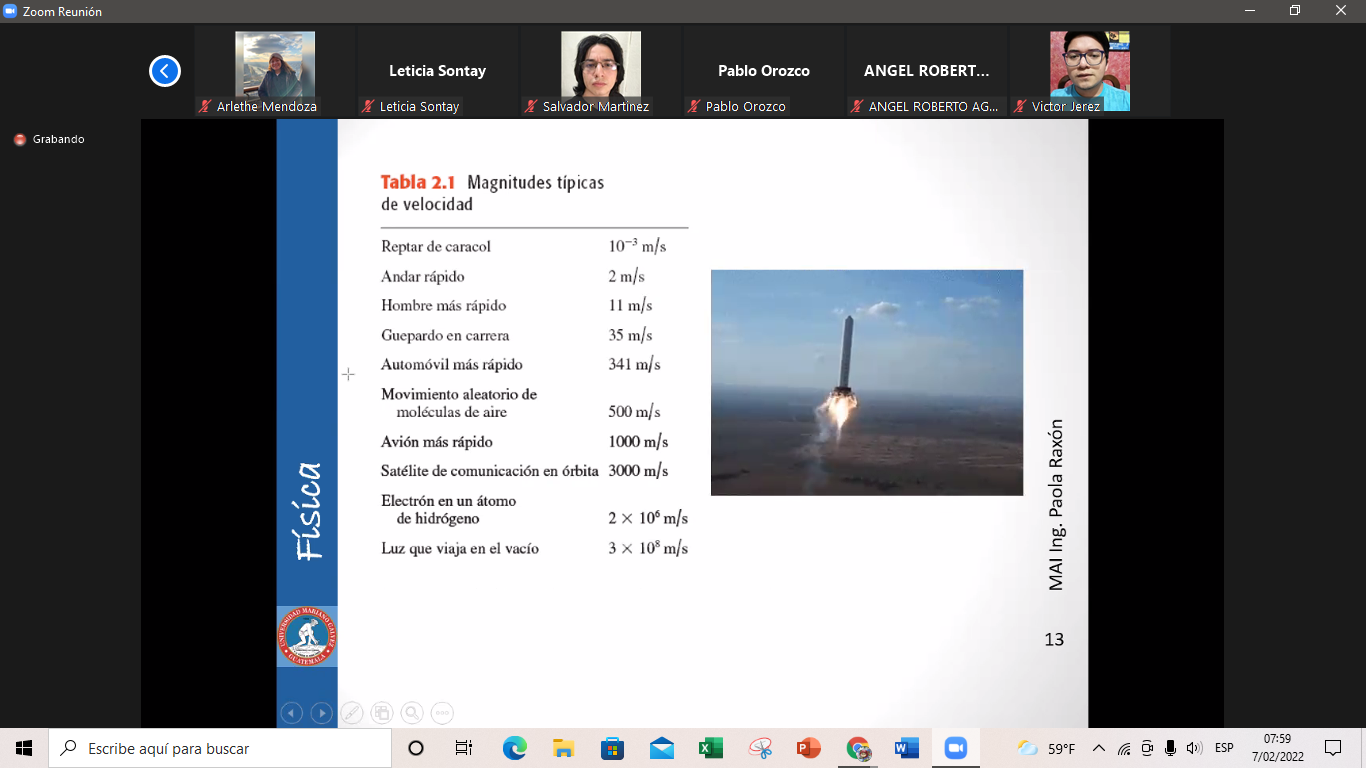 Zoom Reunión
Leticia Sontay
Pablo Orozco
ANGEL ROBERT...
Arlethe Mendoza
Leticia Sontay
Salvador Martinez
Pablo Orozco
ANGEL ROBERTO AG...
Victor Jerez
Grabando
Tabla 2.1 Magnitudes típicas
de velocidad
Reptar de caracol 10⁻³ m/s
Andar rápido 2 m/s
Hombre más rápido 11 m/s
Guepardo en carrera 35 m/s
Automóvil más rápido 341 m/s
Movimiento aleatorio de
moléculas de aire 500 m/s
Avión más rápido 1000 m/s
Satélite de comunicación en órbita 3000 m/s
Electrón en un átomo
de hidrógeno 2 × 10⁶ m/s
Luz que viaja en el vacío 3 × 10⁸ m/s
Física
UNIVERSIDAD MARIANO GALVEZ
GUATEMALA
MAI Ing. Paola Raxón
13
Escribe aquí para buscar
59°F
ESP
07:59
7/02/2022